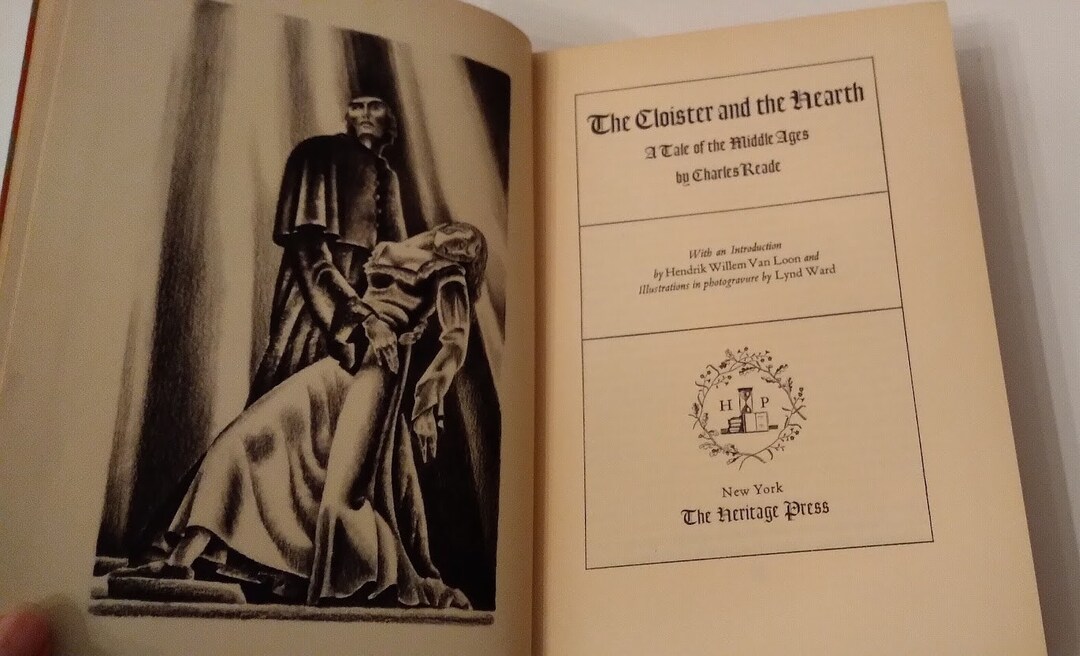 The Cloister and the Hearth
A Tale of the Middle Ages
by Charles Reade
With an Introduction
by Hendrik Willem Van Loon and
Illustrations in photogravure by Lynd Ward
H P
New York
The Heritage Press